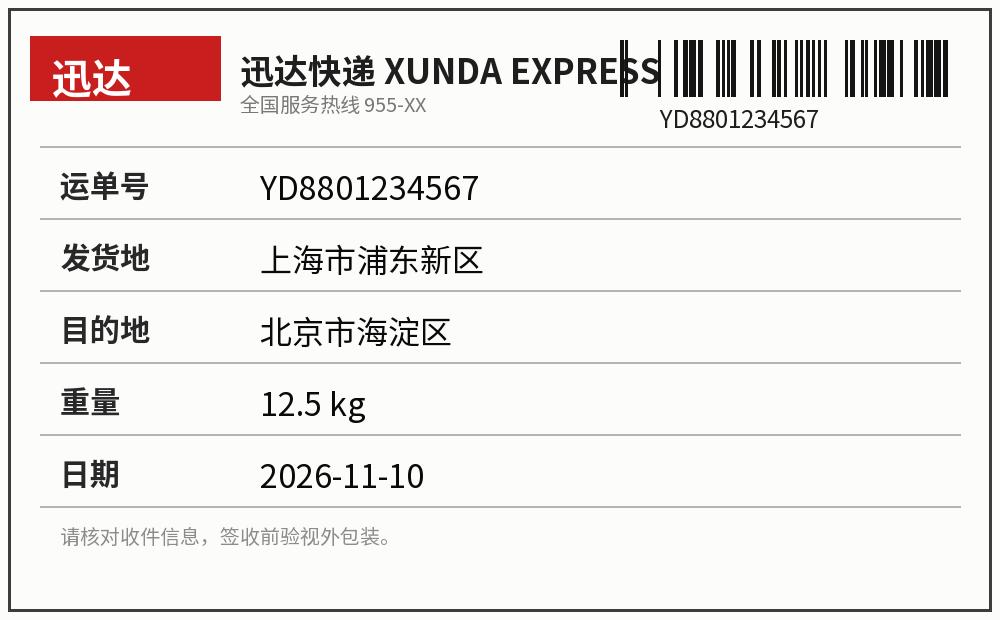 迅达
迅达快递 XUNDA EXPRESS
全国服务热线 955-XX
YD8801234567
运单号 YD8801234567
发货地 上海市浦东新区
目的地 北京市海淀区
重量 12.5 kg
日期 2026-11-10
请核对收件信息，签收前验视外包装。